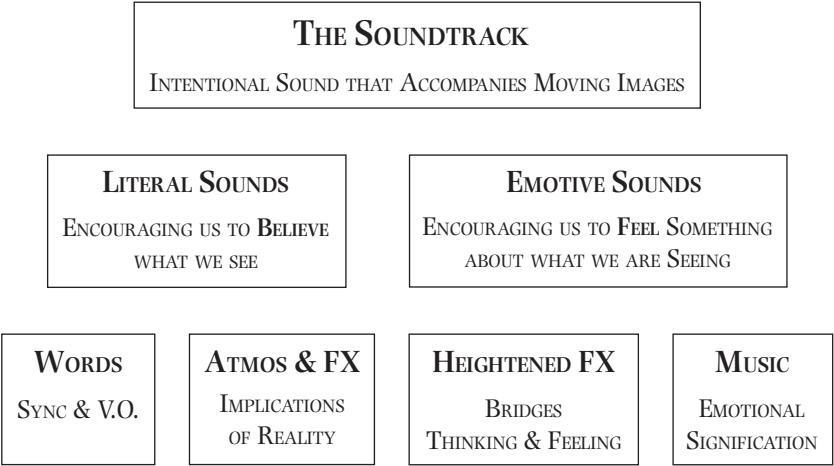 The Soundtrack
Intentional Sound that Accompanies Moving Images
Literal Sounds
Encouraging us to Believe
what we see
Emotive Sounds
Encouraging us to Feel Something
about what we are Seeing
Words
Sync & V.O.
Atmos & FX
Implications
of Reality
Heightened FX
Bridges
Thinking & Feeling
Music
Emotional
Signification